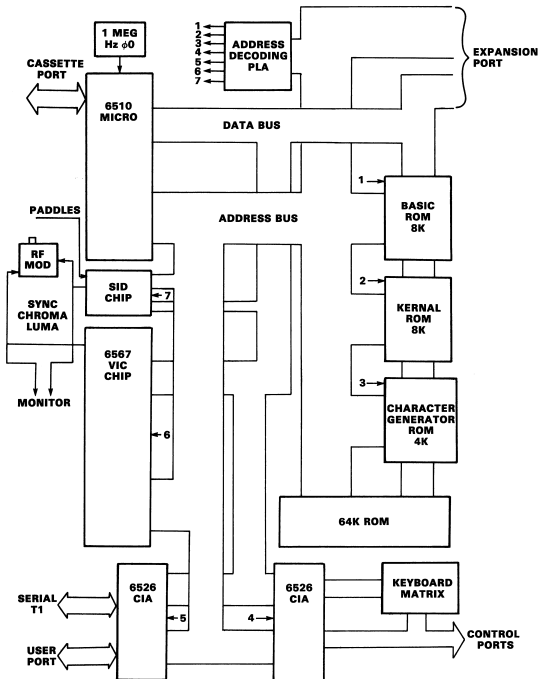 1 MEG
Hz ø0
1
2
3
4
5
6
7
ADDRESS
DECODING
PLA
EXPANSION
PORT
CASSETTE
PORT
6510
MICRO
DATA BUS
1
BASIC
ROM
8K
ADDRESS BUS
PADDLES
RF
MOD
SID
CHIP
7
2
KERNAL
ROM
8K
SYNC
CHROMA
LUMA
6567
VIC
CHIP
MONITOR
6
3
CHARACTER
GENERATOR
ROM
4K
64K ROM
SERIAL
T1
6526
CIA
5
4
6526
CIA
KEYBOARD
MATRIX
USER
PORT
CONTROL
PORTS